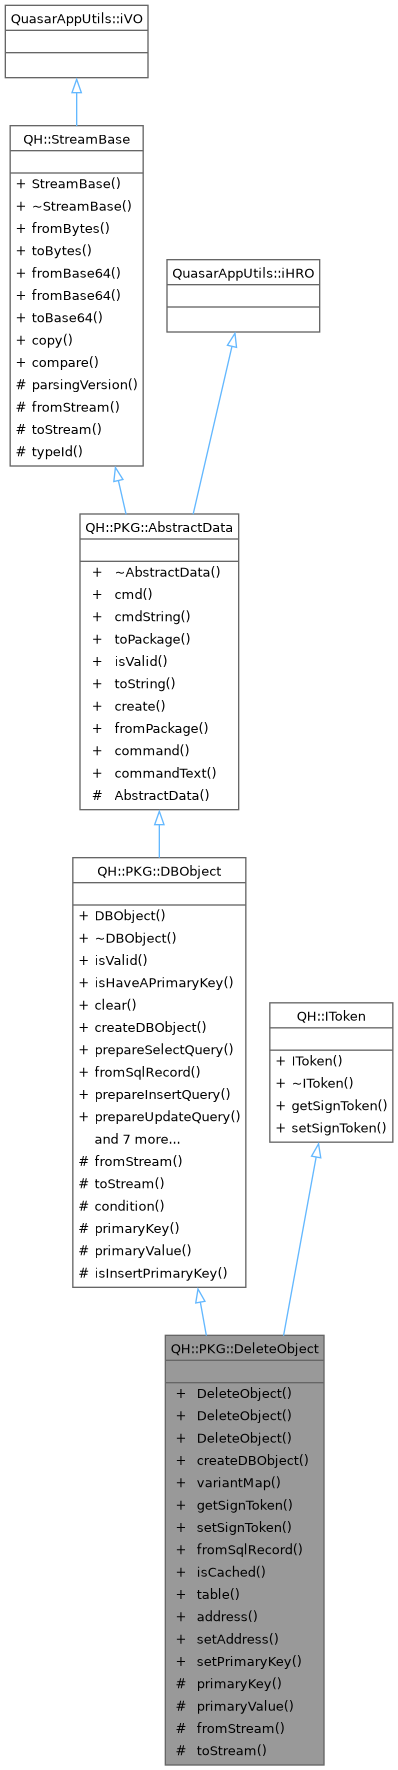 QuasarAppUtils::iVO
QH::StreamBase
+ StreamBase()
+ ~StreamBase()
+ fromBytes()
+ toBytes()
+ fromBase64()
+ fromBase64()
+ toBase64()
+ copy()
+ compare()
# parsingVersion()
# fromStream()
# toStream()
# typeId()
QuasarAppUtils::iHRO
QH::PKG::AbstractData
+ ~AbstractData()
+ cmd()
+ cmdString()
+ toPackage()
+ isValid()
+ toString()
+ create()
+ fromPackage()
+ command()
+ commandText()
# AbstractData()
QH::PKG::DBObject
+ DBObject()
+ ~DBObject()
+ isValid()
+ isHaveAPrimaryKey()
+ clear()
+ createDBObject()
+ prepareSelectQuery()
+ fromSqlRecord()
+ prepareInsertQuery()
+ prepareUpdateQuery()
and 7 more...
# fromStream()
# toStream()
# condition()
# primaryKey()
# primaryValue()
# isInsertPrimaryKey()
QH::IToken
+ IToken()
+ ~IToken()
+ getSignToken()
+ setSignToken()
QH::PKG::DeleteObject
+ DeleteObject()
+ DeleteObject()
+ DeleteObject()
+ createDBObject()
+ variantMap()
+ getSignToken()
+ setSignToken()
+ fromSqlRecord()
+ isCached()
+ table()
+ address()
+ setAddress()
+ setPrimaryKey()
# primaryKey()
# primaryValue()
# fromStream()
# toStream()